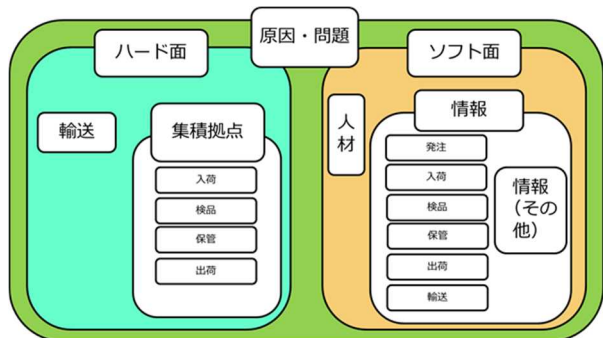 原因・問題
ハード面
輸送
集積拠点
入荷
検品
保管
出荷
ソフト面
人
材
情報
発注
入荷
検品
保管
出荷
輸送
情報
（その
他）